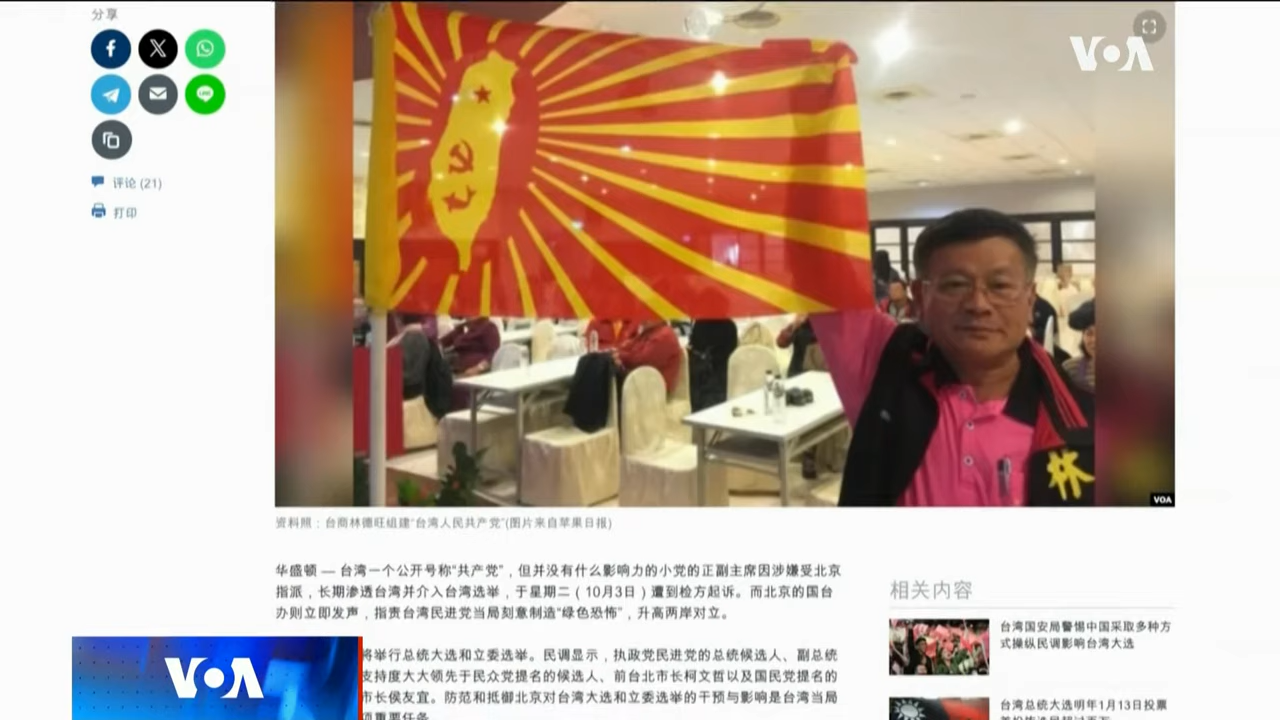 分享
VOA
评论 (21)
打印
林
VOA
资料照：台商林德旺组建“台湾人民共产党”(图片来自苹果日报)
华盛顿 — 台湾一个公开号称“共产党”，但并没有什么影响力的小党的正副主席因涉嫌受北京
指派，长期渗透台湾并介入台湾选举，于星期二（10月3日）遭到检方起诉。而北京的国台
办则立即发声，指责台湾民进党当局刻意制造“绿色恐怖”，升高两岸对立。
将举行总统大选和立委选举。民调显示，执政党民进党的总统候选人、副总统
支持度大大领先于民众党提名的候选人、前台北市长柯文哲以及国民党提名的
市长侯友宜。防范和抵御北京对台湾大选和立委选举的干预与影响是台湾当局
项重要任务。
相关内容
台湾国安局警惕中国采取多种方
式操纵民调影响台湾大选
台湾总统大选明年1月13日投票
VOA